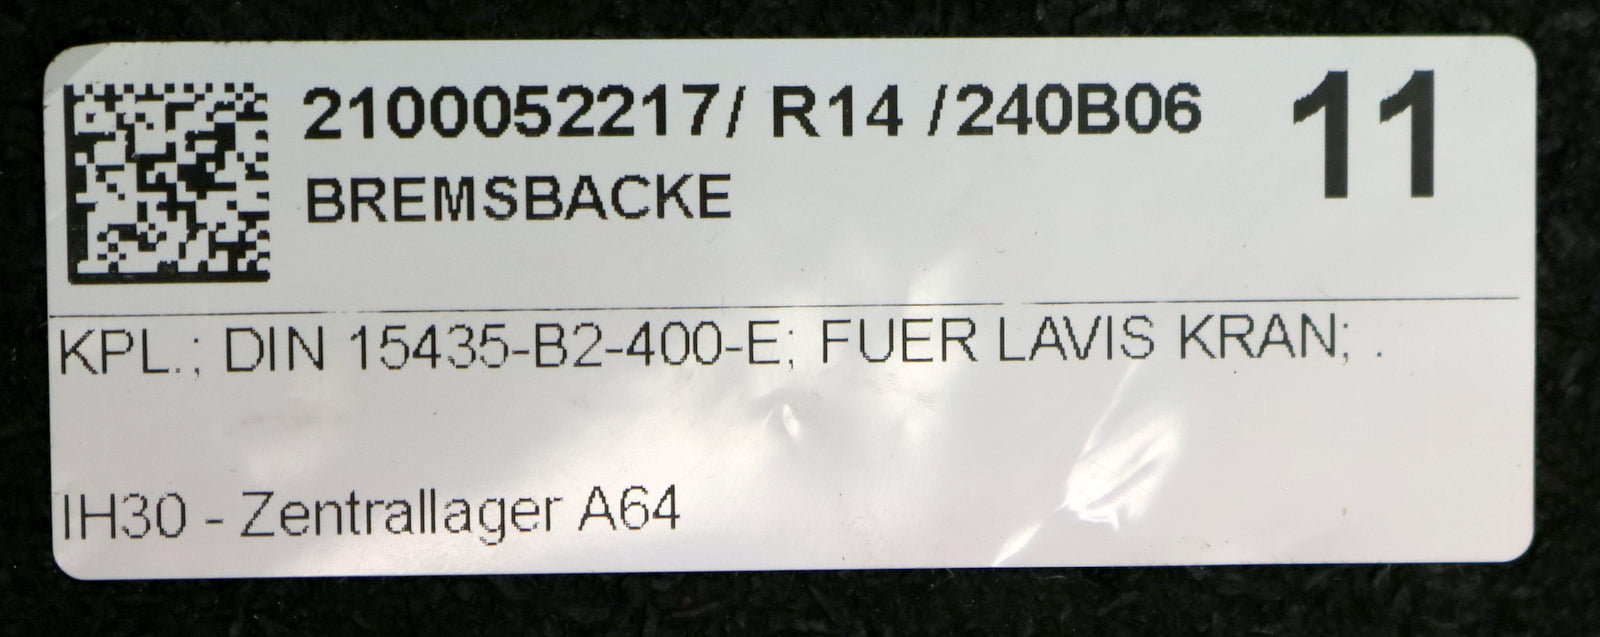 2100052217/ R14 /240B06 11
BREMSBACKE
KPL.; DIN 15435-B2-400-E; FUER LAVIS KRAN; .
IH30 - Zentrallager A64